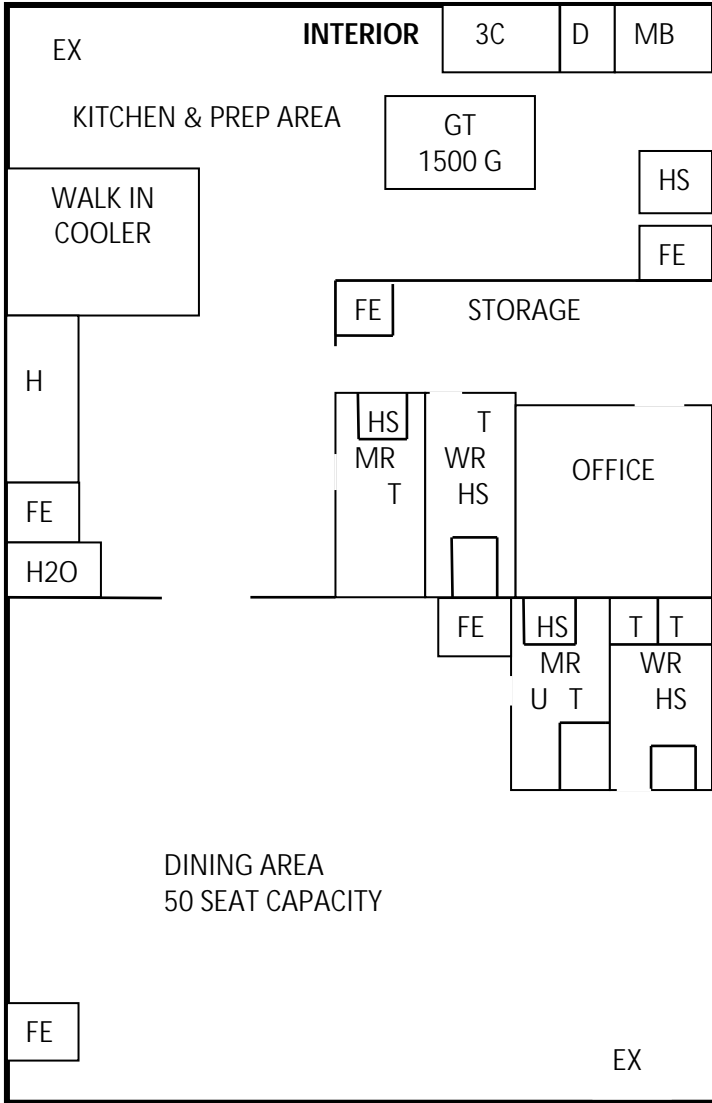 INTERIOR 3C D MB
EX
KITCHEN & PREP AREA
GT
1500 G
HS
WALK IN
COOLER
FE
FE STORAGE
H
HS T
MR WR
T HS
OFFICE
FE
H2O
FE HS T T
MR WR
U T HS
DINING AREA
50 SEAT CAPACITY
FE
EX